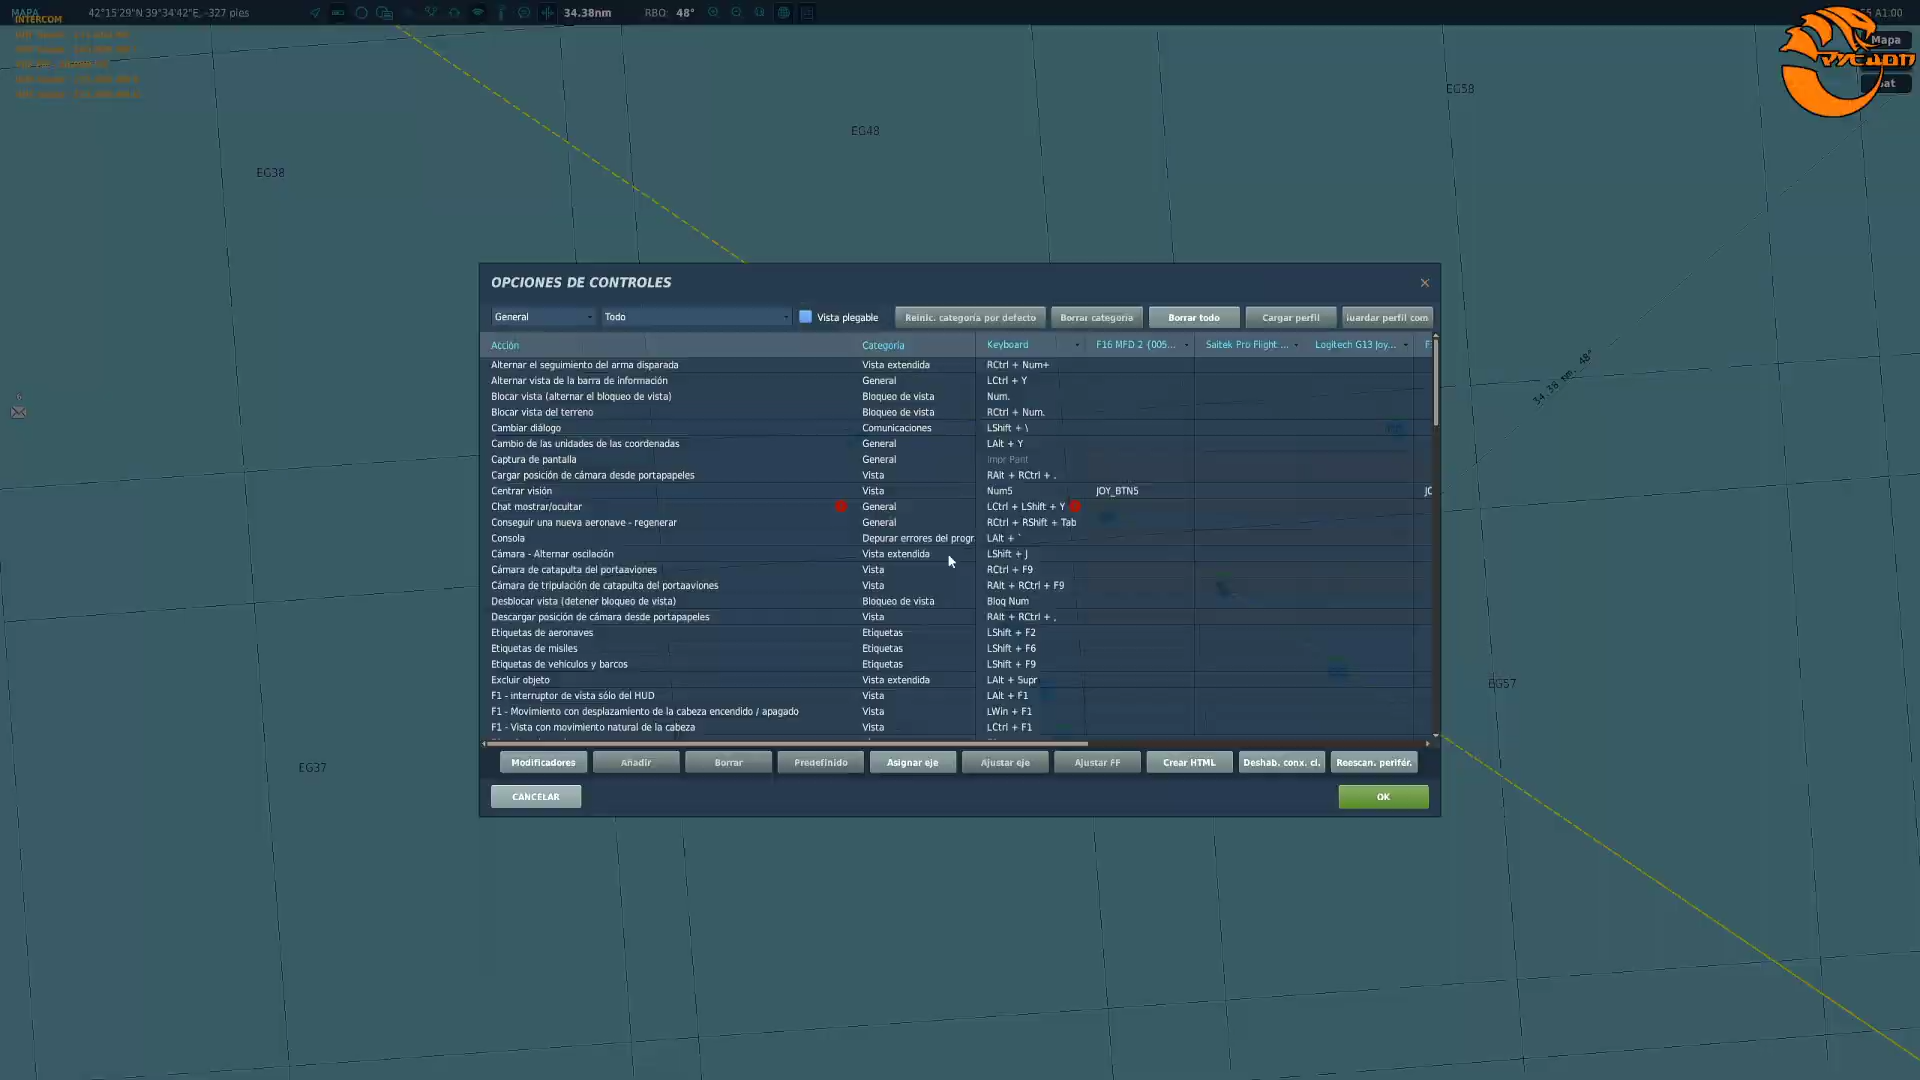 MAPA
42°15'29"N 39°34'42"E, -327 pies
34.38nm
RBO: 48°
A1:00
INTERCOM
Mapa
EG58
EG48
EG38
34.38 nm, 48°
6
EG57
EG37
OPCIONES DE CONTROLES
General
Todo
Vista plegable
Reinic. categoría por defecto
Borrar categoría
Borrar todo
Cargar perfil
uardar perfil com
Acción Categoría Keyboard F16 MFD 2 {005... Saitek Pro Flight ... Logitech G13 Joy...
Alternar el seguimiento del arma disparada Vista extendida RCtrl + Num+
Alternar vista de la barra de información General LCtrl + Y
Blocar vista (alternar el bloqueo de vista) Bloqueo de vista Num.
Blocar vista del terreno Bloqueo de vista RCtrl + Num.
Cambiar diálogo Comunicaciones LShift + \
Cambio de las unidades de las coordenadas General LAlt + Y
Captura de pantalla General Impr Pant
Cargar posición de cámara desde portapapeles Vista RAlt + RCtrl + .
Centrar visión Vista Num5 JOY_BTN5
Chat mostrar/ocultar General LCtrl + LShift + Y
Conseguir una nueva aeronave - regenerar General RCtrl + RShift + Tab
Consola Depurar errores del progr LAlt + `
Cámara - Alternar oscilación Vista extendida LShift + J
Cámara de catapulta del portaaviones Vista RCtrl + F9
Cámara de tripulación de catapulta del portaaviones Vista RAlt + RCtrl + F9
Desblocar vista (detener bloqueo de vista) Bloqueo de vista Bloq Num
Descargar posición de cámara desde portapapeles Vista RAlt + RCtrl + ,
Etiquetas de aeronaves Etiquetas LShift + F2
Etiquetas de misiles Etiquetas LShift + F6
Etiquetas de vehículos y barcos Etiquetas LShift + F9
Excluir objeto Vista extendida LAlt + Supr
F1 - interruptor de vista sólo del HUD Vista LAlt + F1
F1 - Movimiento con desplazamiento de la cabeza encendido / apagado Vista LWin + F1
F1 - Vista con movimiento natural de la cabeza Vista LCtrl + F1
Modificadores
Añadir
Borrar
Predefinido
Asignar eje
Ajustar eje
Ajustar FF
Crear HTML
Deshab. conx. cl.
Reescan. perifér.
CANCELAR
OK